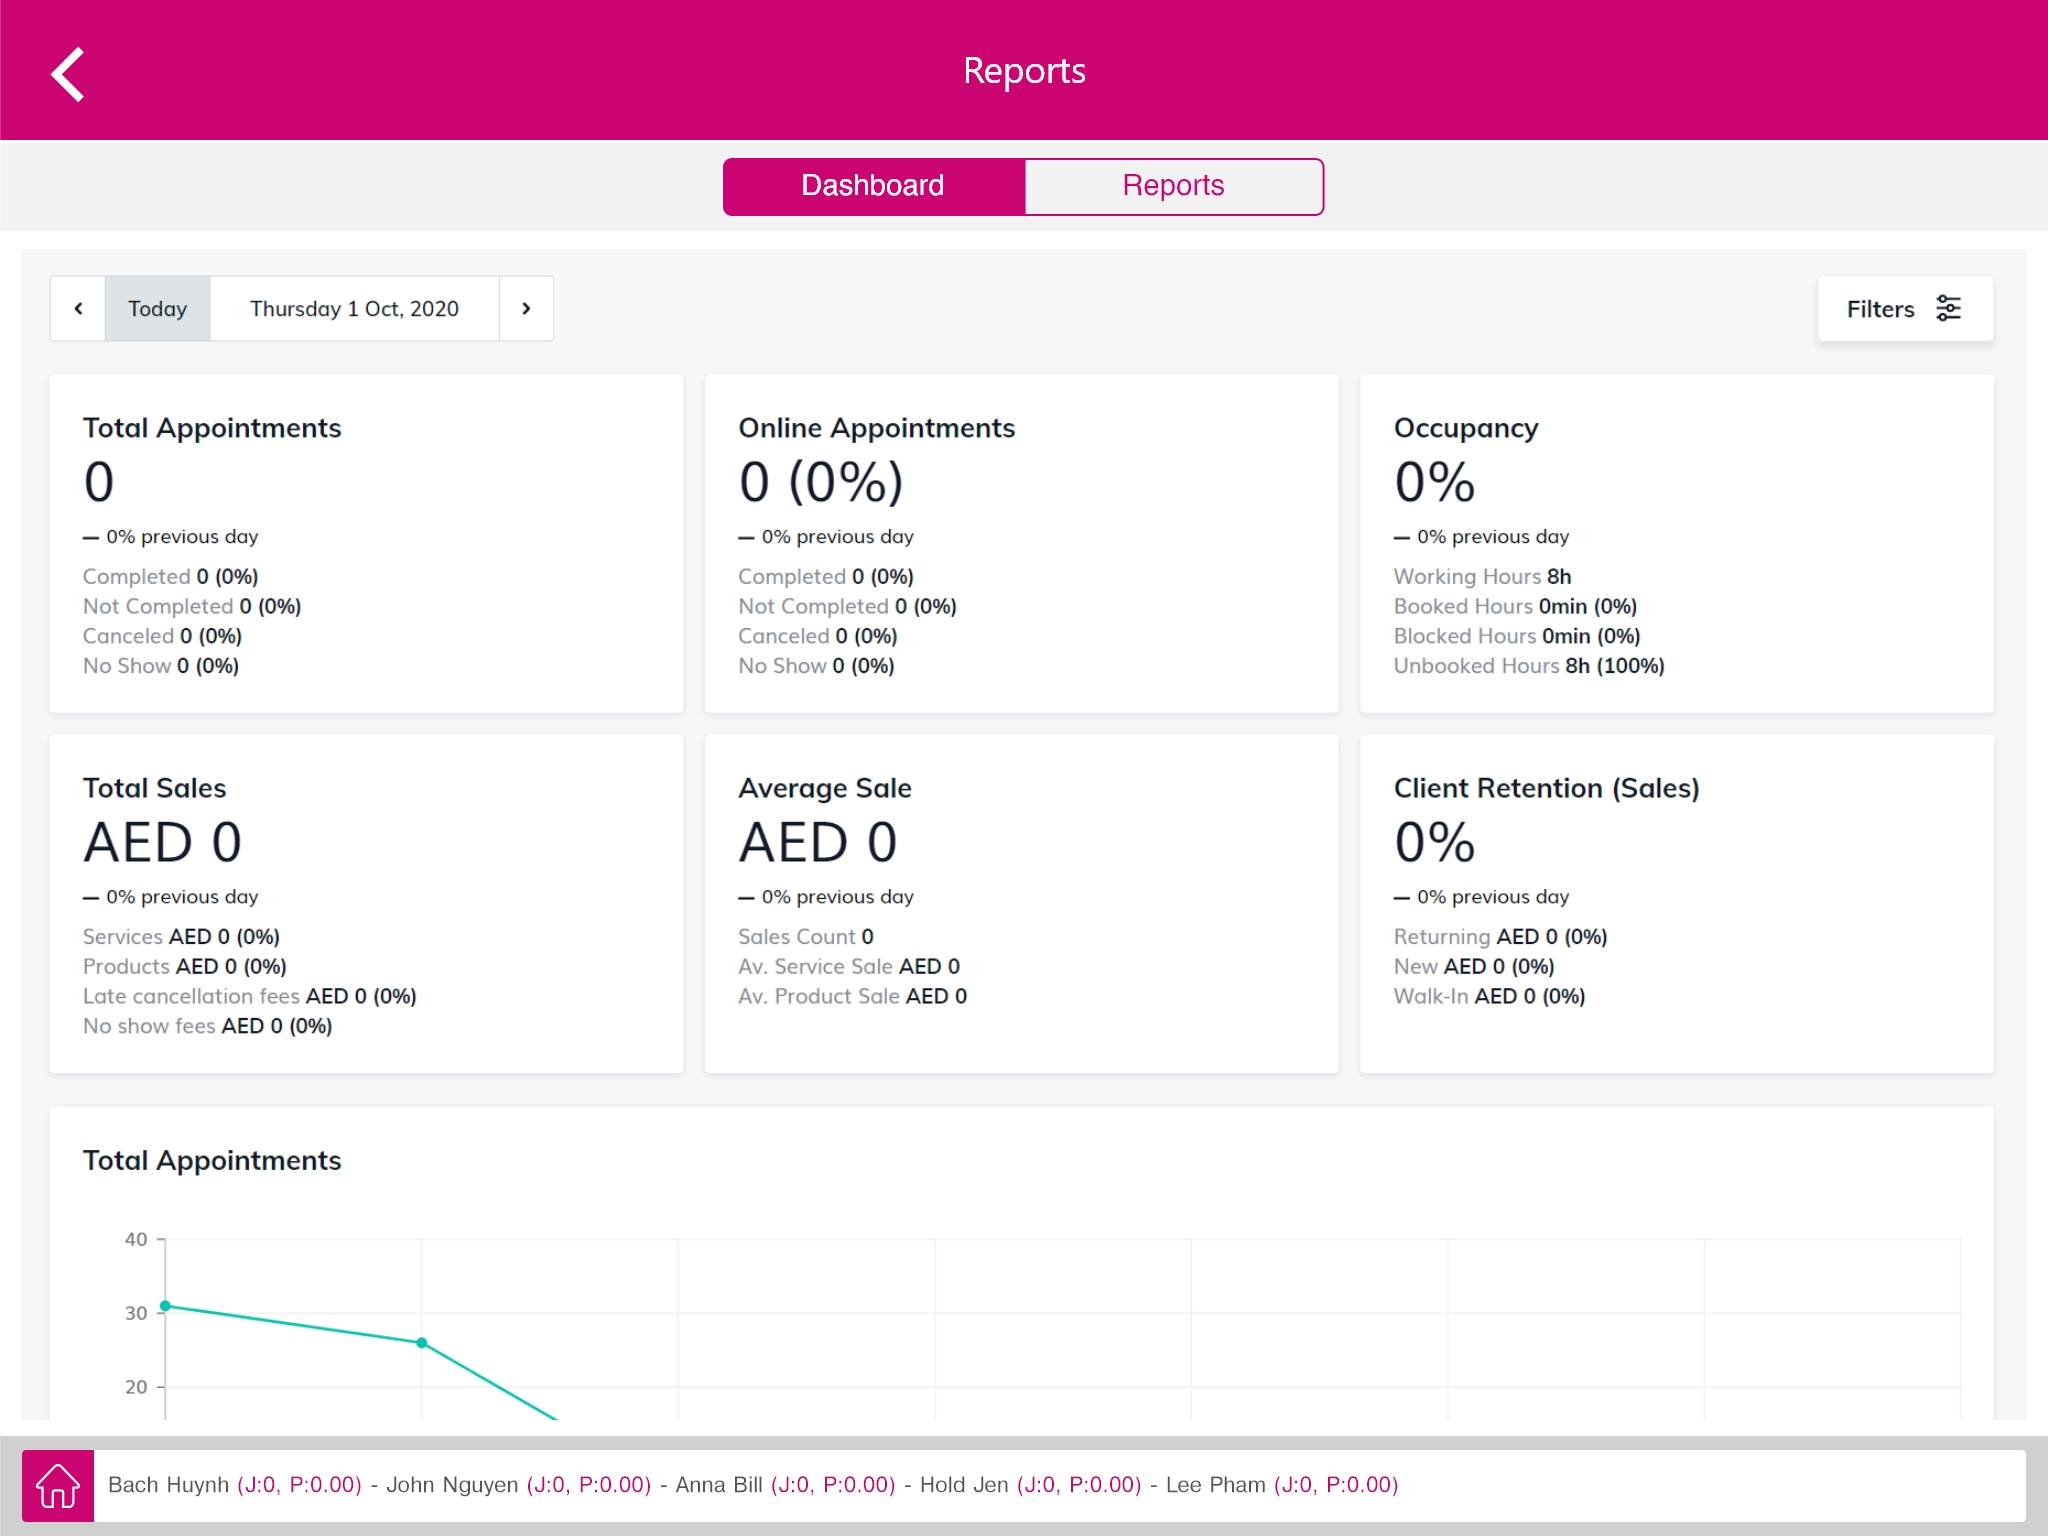 Reports
Dashboard
Reports
Today
Thursday 1 Oct, 2020
Filters
Total Appointments
0
— 0% previous day
Completed 0 (0%)
Not Completed 0 (0%)
Canceled 0 (0%)
No Show 0 (0%)
Online Appointments
0 (0%)
— 0% previous day
Completed 0 (0%)
Not Completed 0 (0%)
Canceled 0 (0%)
No Show 0 (0%)
Occupancy
0%
— 0% previous day
Working Hours 8h
Booked Hours 0min (0%)
Blocked Hours 0min (0%)
Unbooked Hours 8h (100%)
Total Sales
AED 0
— 0% previous day
Services AED 0 (0%)
Products AED 0 (0%)
Late cancellation fees AED 0 (0%)
No show fees AED 0 (0%)
Average Sale
AED 0
— 0% previous day
Sales Count 0
Av. Service Sale AED 0
Av. Product Sale AED 0
Client Retention (Sales)
0%
— 0% previous day
Returning AED 0 (0%)
New AED 0 (0%)
Walk-In AED 0 (0%)
Total Appointments
40
30
20
Bach Huynh (J:0, P:0.00) - John Nguyen (J:0, P:0.00) - Anna Bill (J:0, P:0.00) - Hold Jen (J:0, P:0.00) - Lee Pham (J:0, P:0.00)